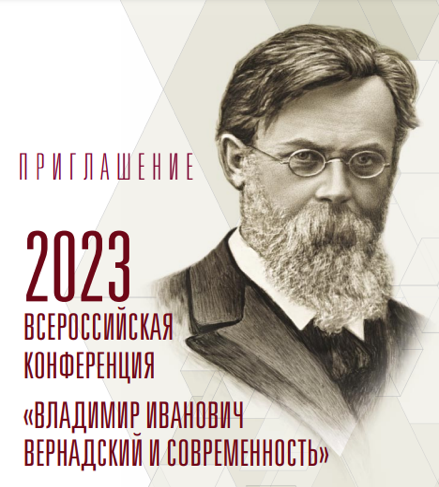 ПРИГЛАШЕНИЕ
2023
ВСЕРОССИЙСКАЯ
КОНФЕРЕНЦИЯ
«ВЛАДИМИР ИВАНОВИЧ
ВЕРНАДСКИЙ И СОВРЕМЕННОСТЬ»